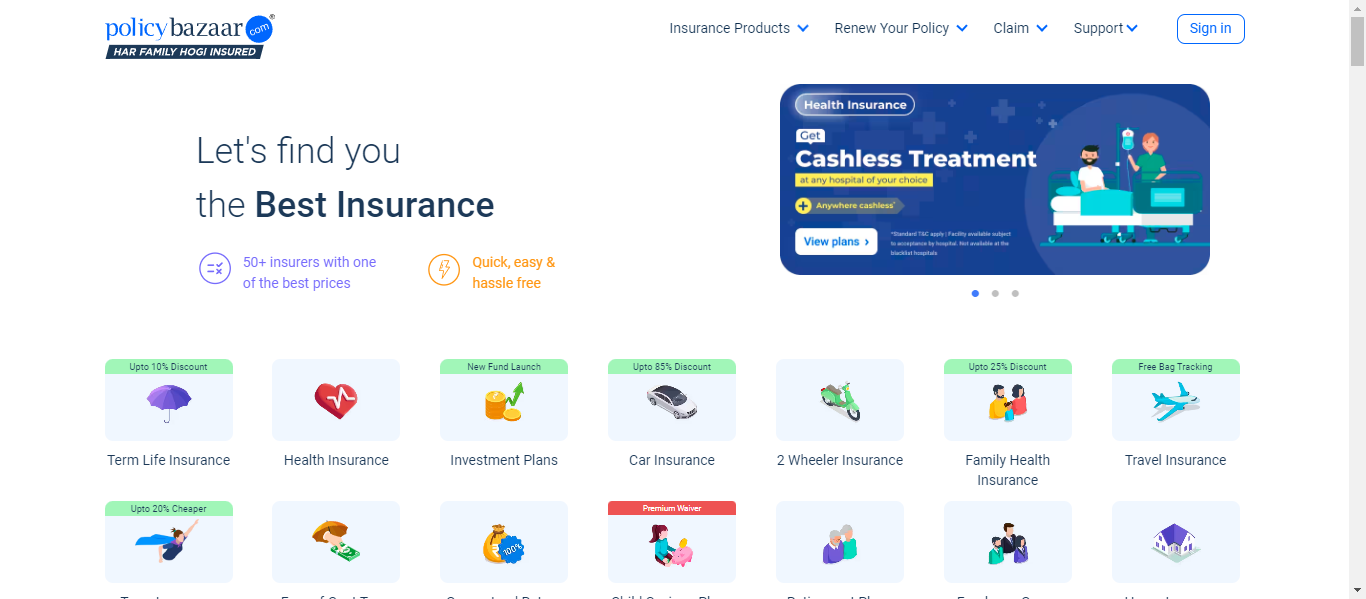 policybazaar.com®
HAR FAMILY HOGI INSURED
Insurance Products
Renew Your Policy
Claim
Support
Sign in
Let's find you
the Best Insurance
50+ insurers with one
of the best prices
Quick, easy &
hassle free
Health Insurance
Get
Cashless Treatment
at any hospital of your choice
Anywhere cashless*
View plans ›
*Standard T&C apply | Facility available subject
to acceptance by hospital. Not available at the
blacklist hospitals
Upto 10% Discount
Term Life Insurance
Health Insurance
New Fund Launch
Investment Plans
Upto 85% Discount
Car Insurance
2 Wheeler Insurance
Upto 25% Discount
Family Health
Insurance
Free Bag Tracking
Travel Insurance
Upto 20% Cheaper
100%
Premium Waiver